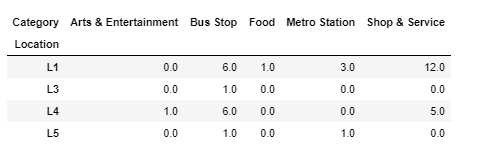 Category Arts & Entertainment Bus Stop Food Metro Station Shop & Service
Location
L1 0.0 6.0 1.0 3.0 12.0
L3 0.0 1.0 0.0 0.0 0.0
L4 1.0 6.0 0.0 0.0 5.0
L5 0.0 1.0 0.0 1.0 0.0